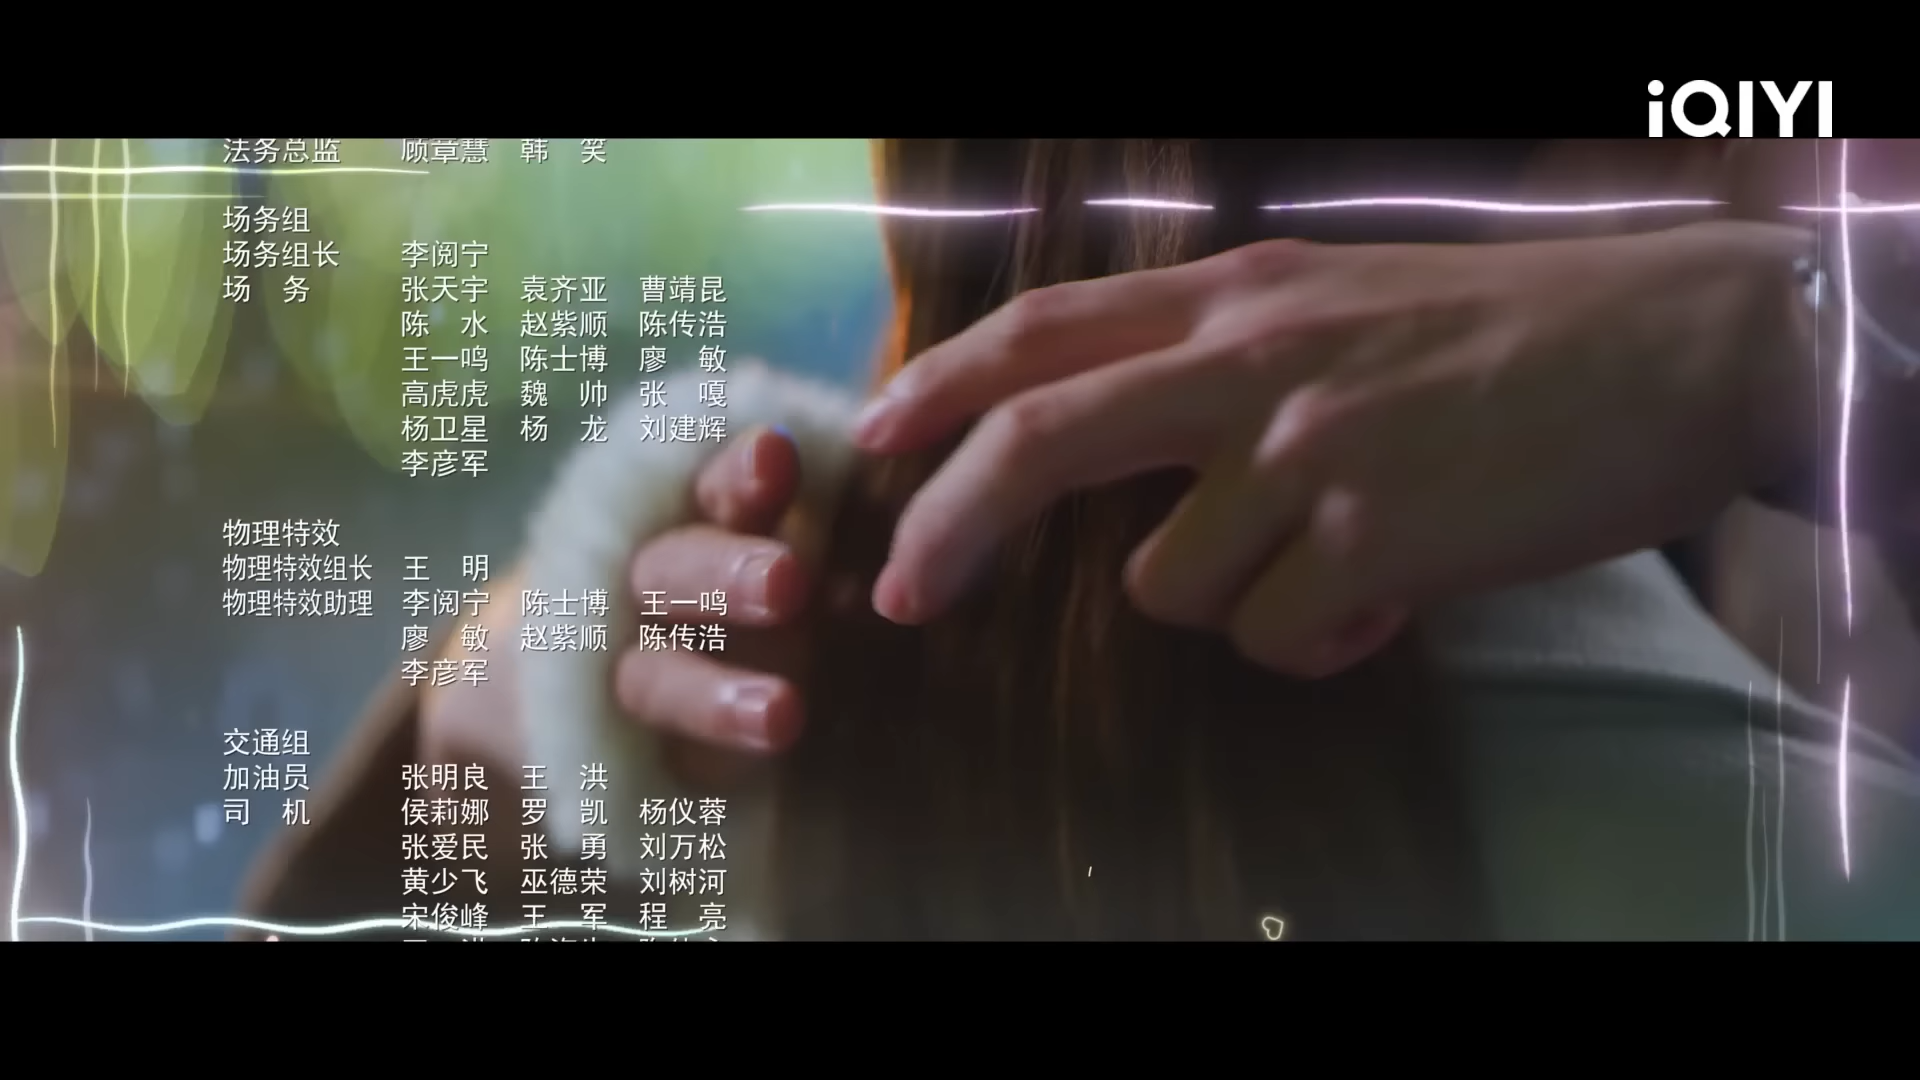 iQIYI
法务总监 顾章慧 韩 笑
场务组
场务组长 李阅宁
场 务 张天宇 袁齐亚 曹靖昆
陈 水 赵紫顺 陈传浩
王一鸣 陈士博 廖 敏
高虎虎 魏 帅 张 嘎
杨卫星 杨 龙 刘建辉
李彦军
物理特效
物理特效组长 王 明
物理特效助理 李阅宁 陈士博 王一鸣
廖 敏 赵紫顺 陈传浩
李彦军
交通组
加油员 张明良 王 洪
司 机 侯莉娜 罗 凯 杨仪蓉
张爱民 张 勇 刘万松
黄少飞 巫德荣 刘树河
宋俊峰 王 军 程 亮